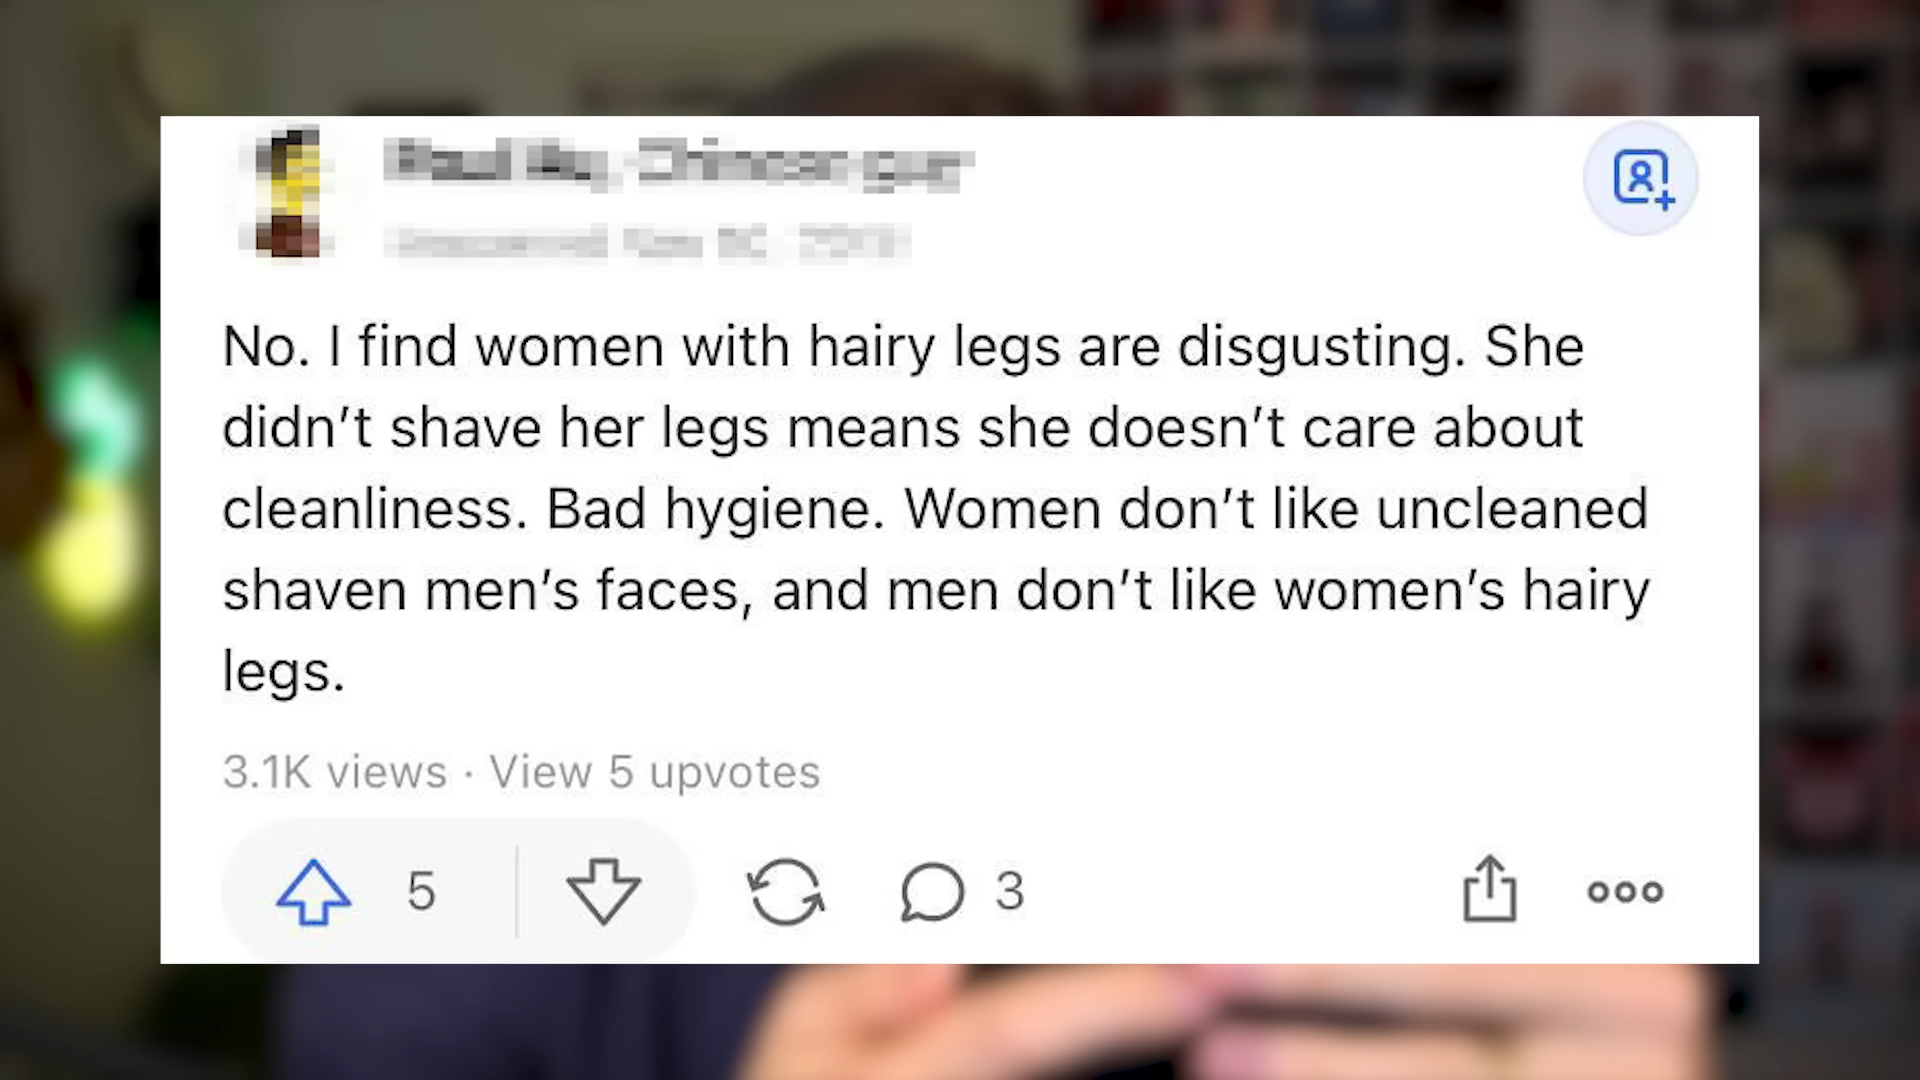 No. I find women with hairy legs are disgusting. She
didn’t shave her legs means she doesn’t care about
cleanliness. Bad hygiene. Women don’t like uncleaned
shaven men’s faces, and men don’t like women’s hairy
legs.
3.1K views · View 5 upvotes
5 3